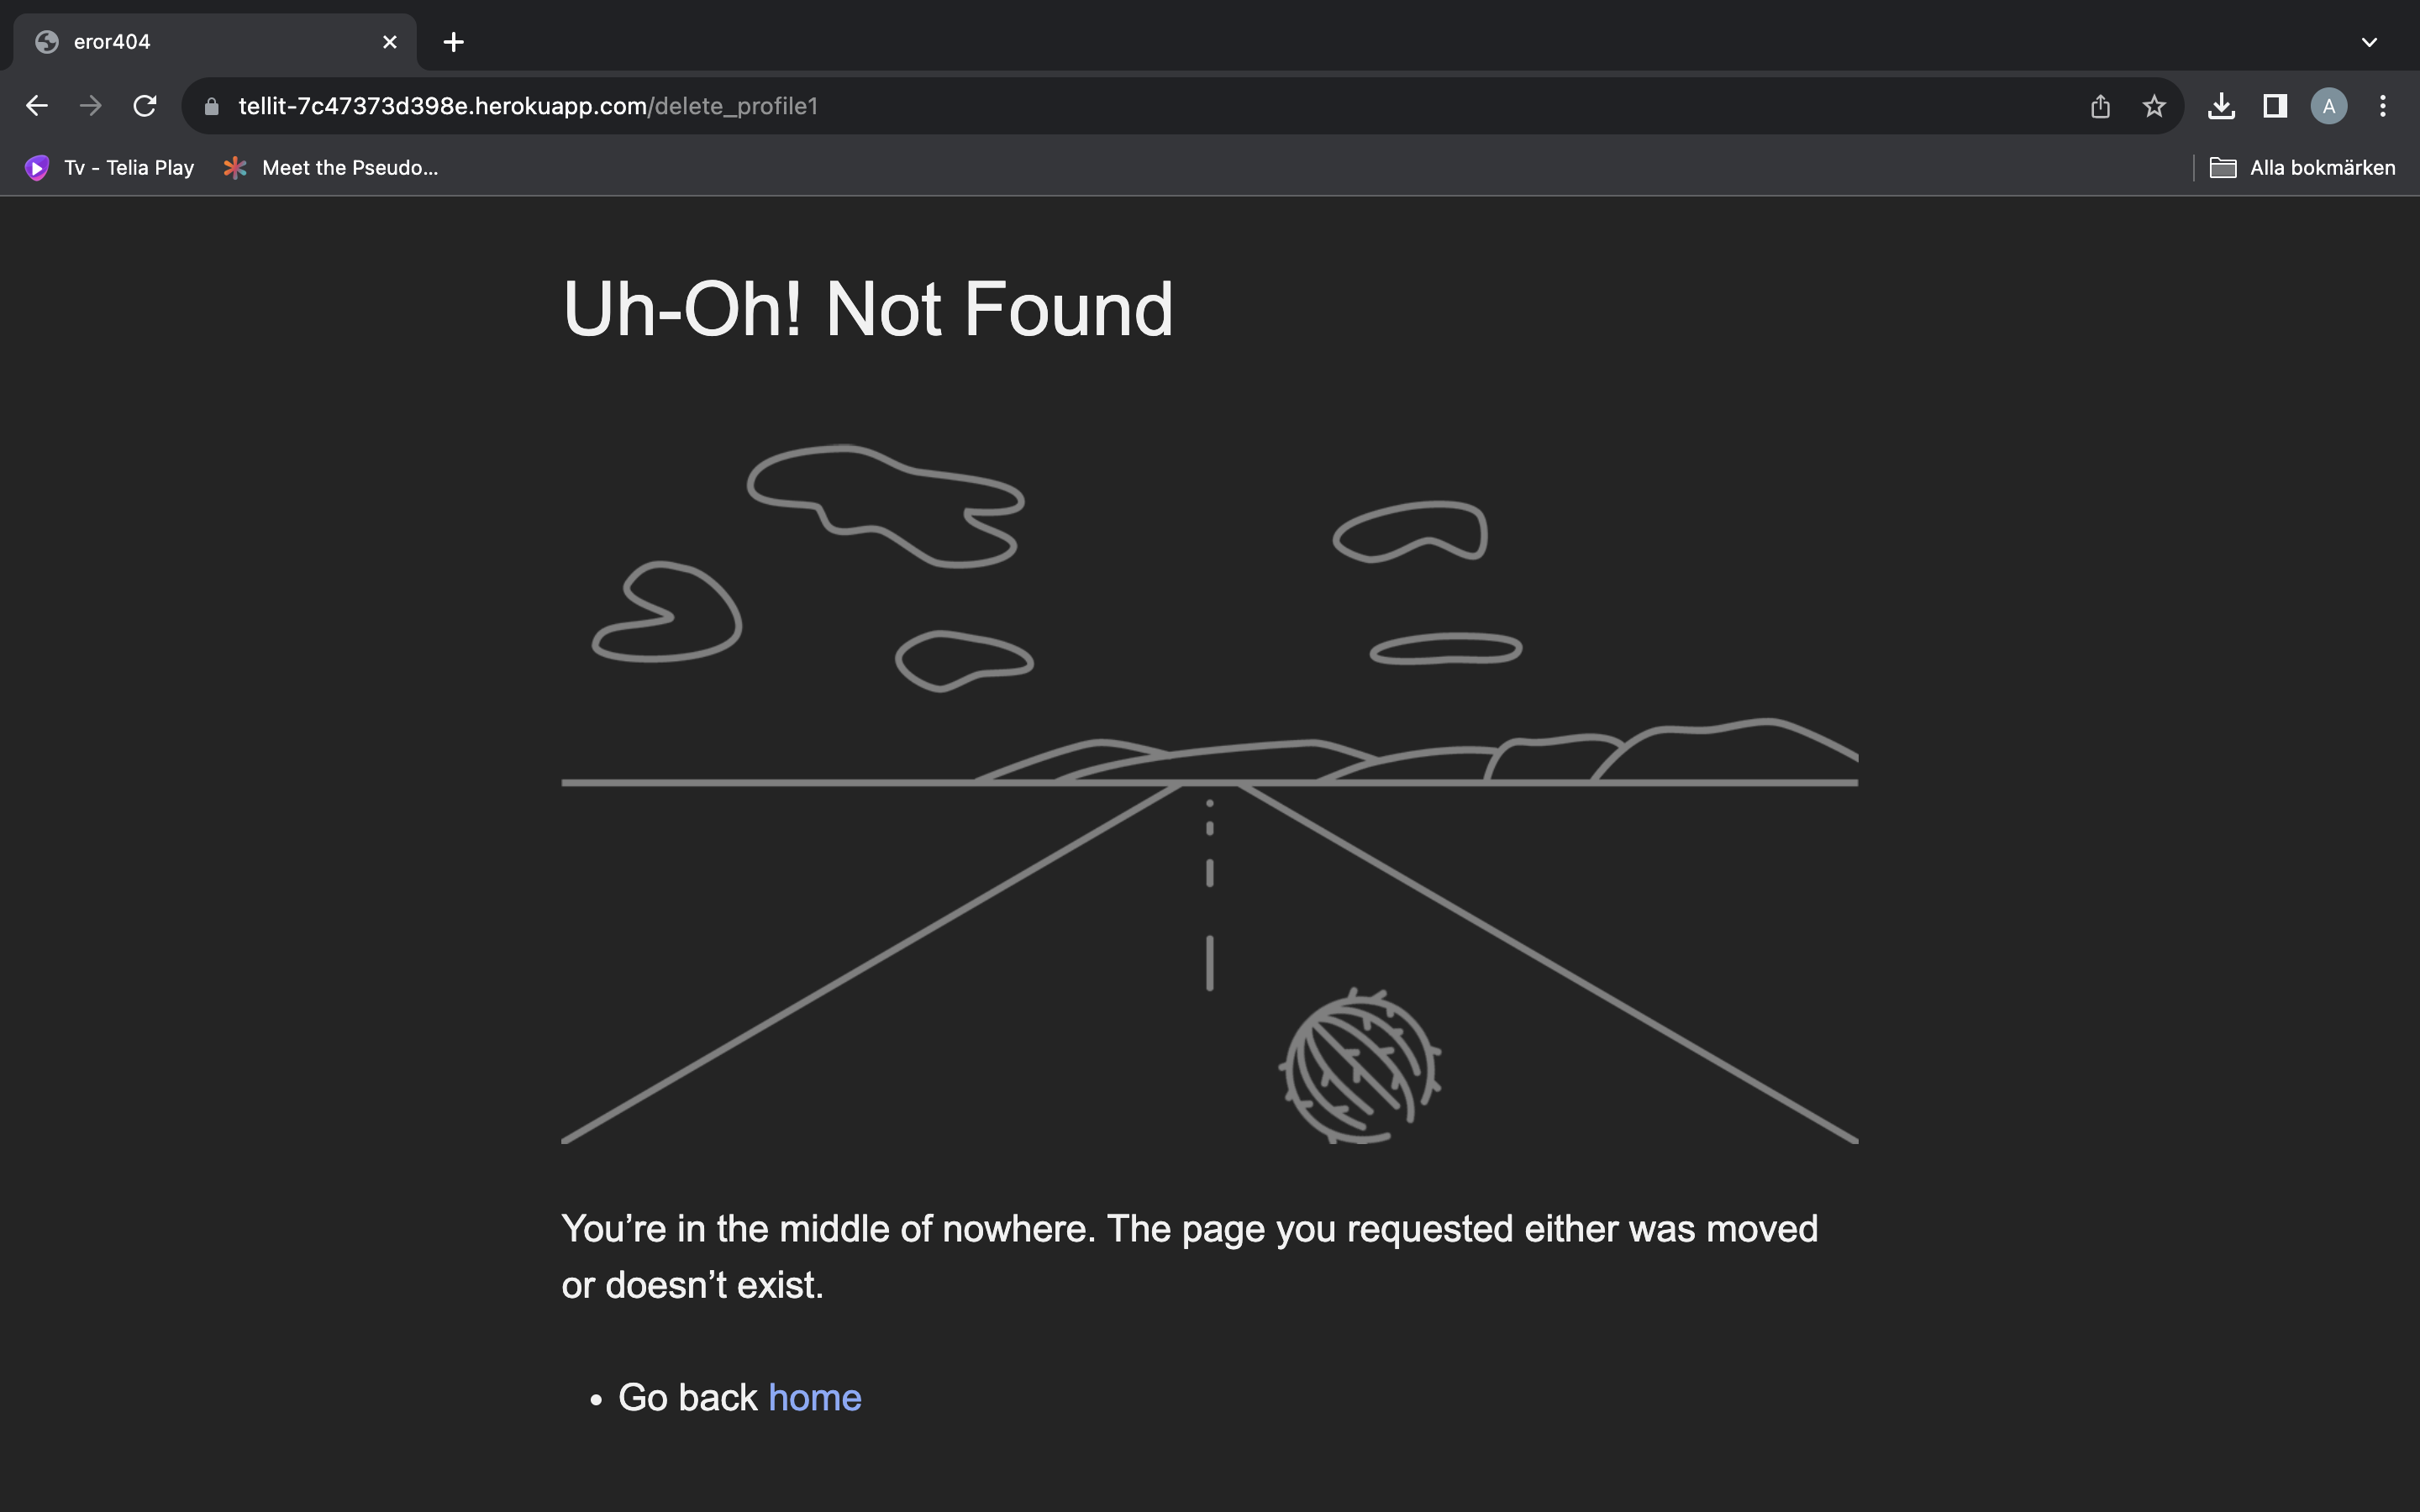 eror404
tellit-7c47373d398e.herokuapp.com/delete_profile1
A
Tv - Telia Play
Meet the Pseudo...
Alla bokmärken
Uh-Oh! Not Found
You’re in the middle of nowhere. The page you requested either was moved
or doesn’t exist.
• Go back home